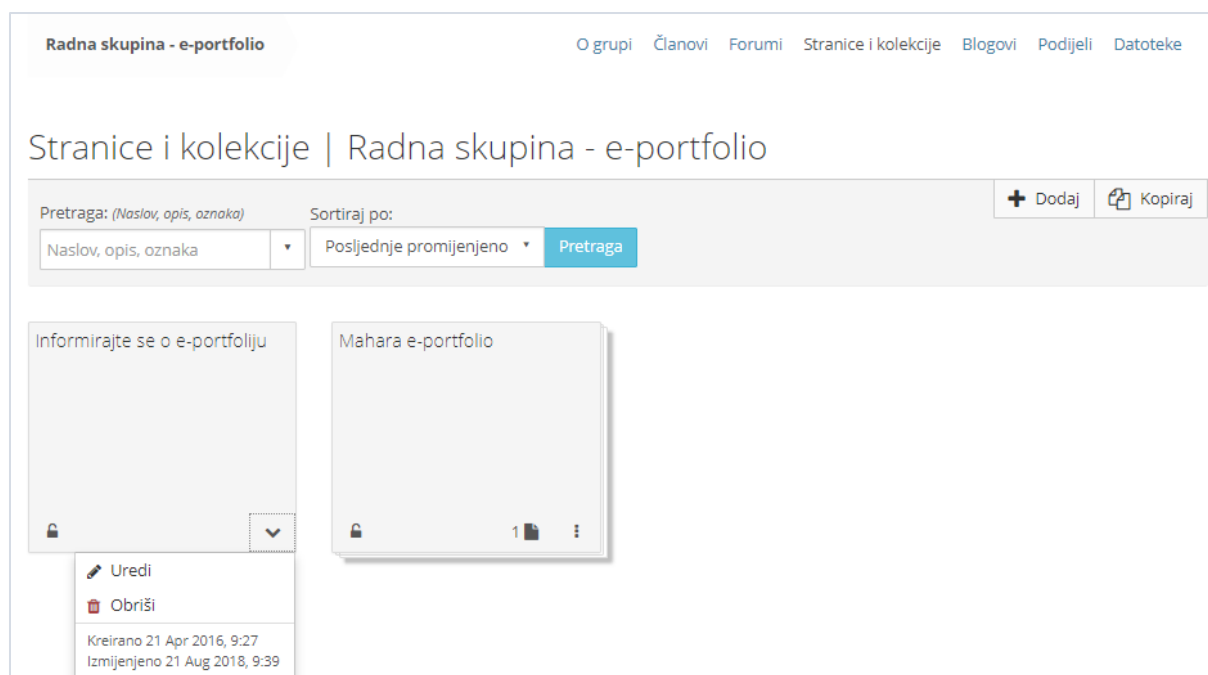 Radna skupina - e-portfolio
O grupi Članovi Forumi Stranice i kolekcije Blogovi Podijeli Datoteke
Stranice i kolekcije | Radna skupina - e-portfolio
Dodaj Kopiraj
Pretraga: (Naslov, opis, oznaka) Sortiraj po:
Naslov, opis, oznaka Posljednje promijenjeno Pretraga
Informirajte se o e-portfoliju Mahara e-portfolio
1
Uredi
Obriši
Kreirano 21 Apr 2016, 9:27
Izmijenjeno 21 Aug 2018, 9:39